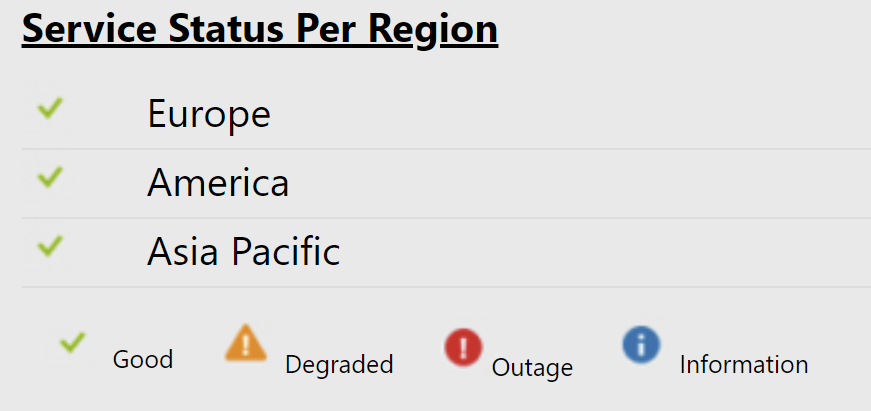 Service Status Per Region
Europe
America
Asia Pacific
Good Degraded Outage Information